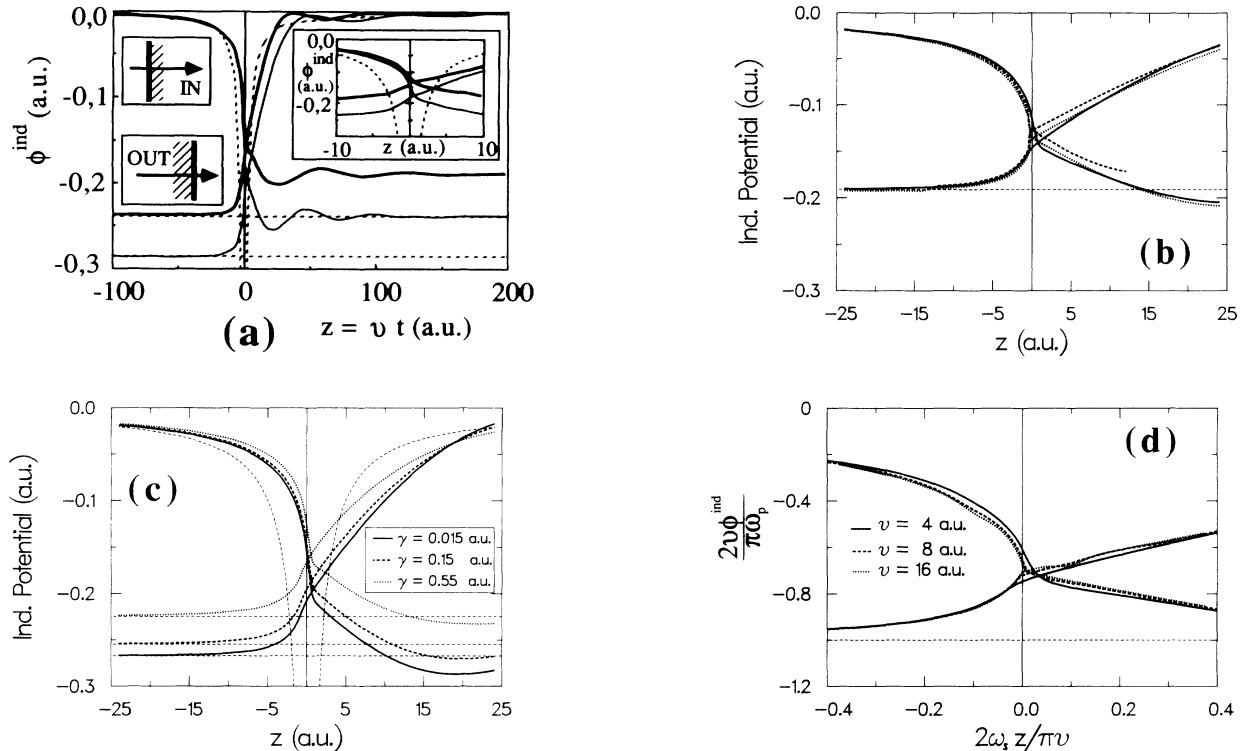 0,0
-0,1
-0,2
-0,3
ϕ^ind (a.u.)
IN
OUT
0,0
ϕ^ind
(a.u.)
-0,2
-10
z (a.u.)
10
-100
0
100
200
(a)
z = υ t (a.u.)
0.0
−0.1
−0.2
−0.3
Ind. Potential (a.u.)
(b)
−25
−15
−5
5
15
25
z (a.u.)
0.0
−0.1
−0.2
−0.3
Ind. Potential (a.u.)
(c)
γ = 0.015 a.u.
γ = 0.15 a.u.
γ = 0.55 a.u.
−25
−15
−5
5
15
25
z (a.u.)
0
−0.4
−0.8
−1.2
2υϕ^ind
πω_p
(d)
υ = 4 a.u.
υ = 8 a.u.
υ = 16 a.u.
−0.4
−0.2
0.0
0.2
0.4
2ω_s z/πυ